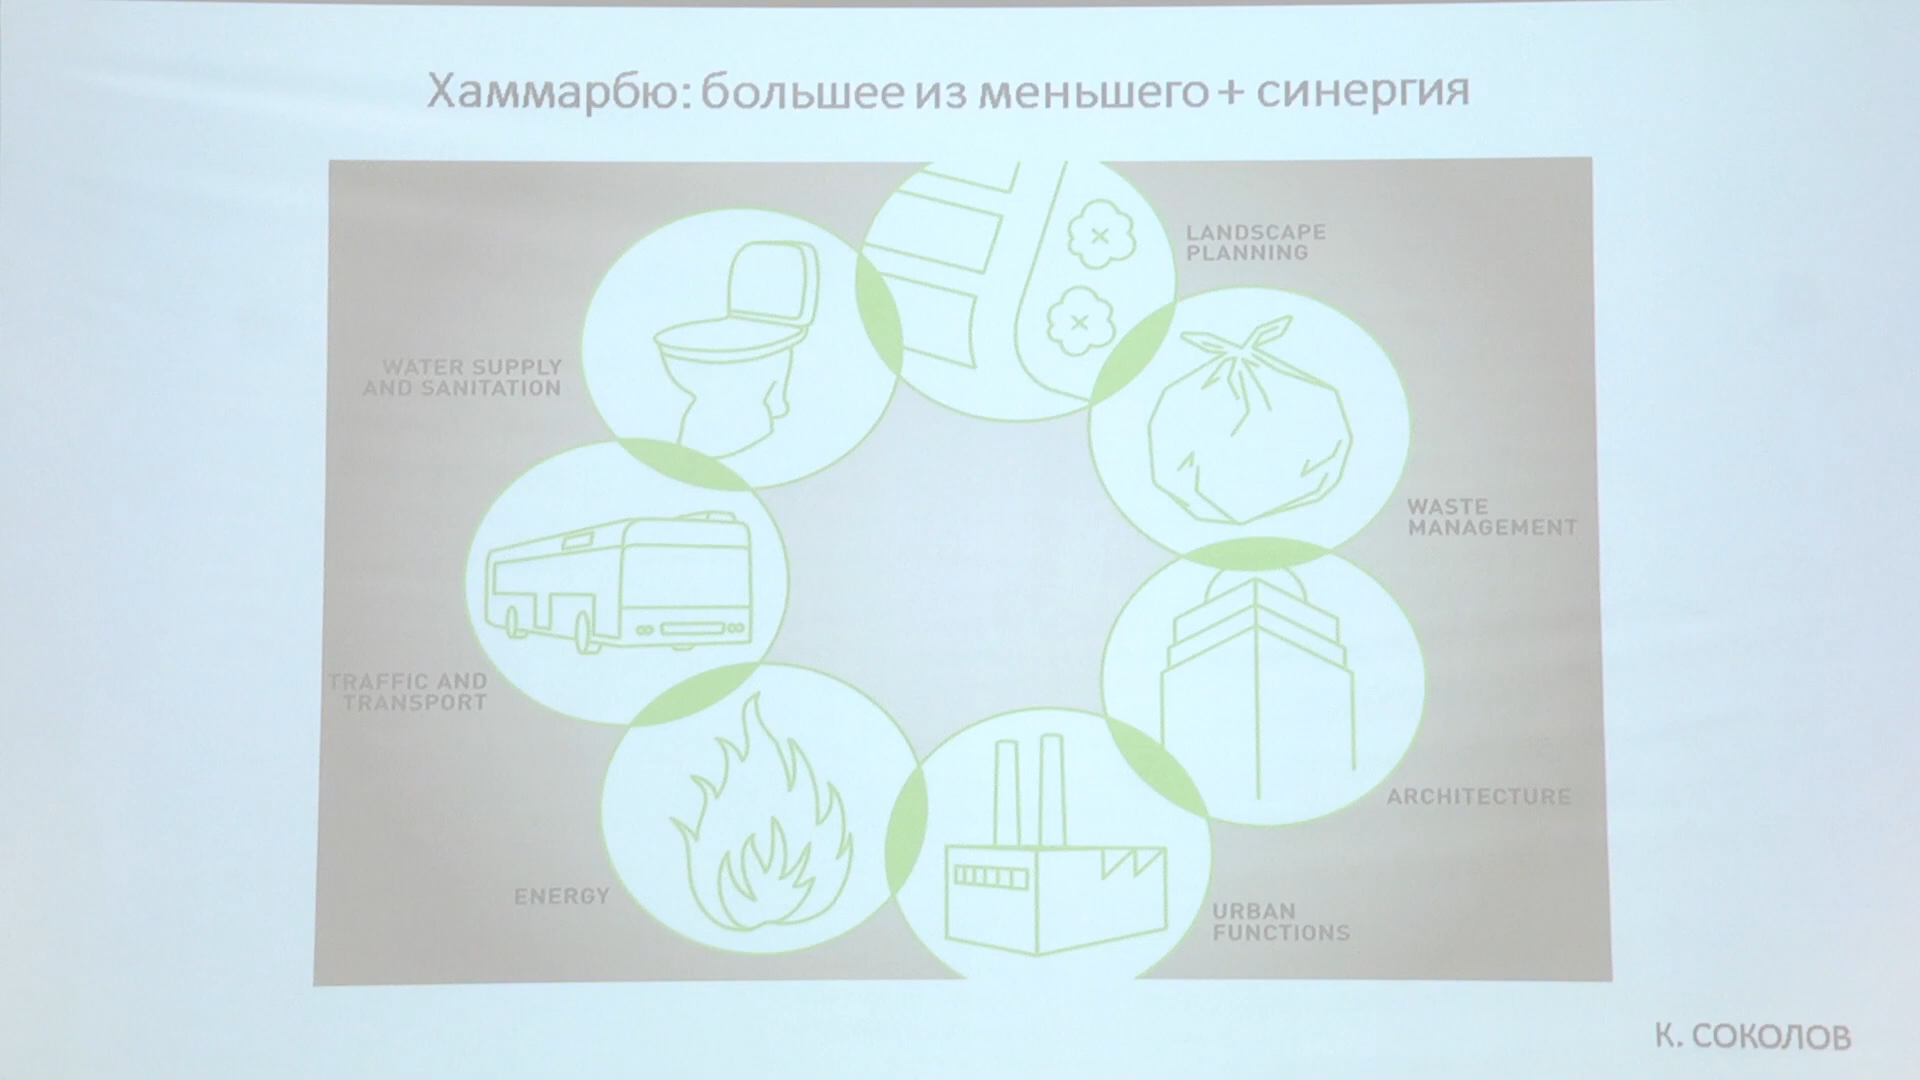 Хаммарбю: большее из меньшего + синергия
LANDSCAPE
PLANNING
WATER SUPPLY
AND SANITATION
WASTE
MANAGEMENT
TRAFFIC AND
TRANSPORT
ARCHITECTURE
ENERGY
URBAN
FUNCTIONS
К. СОКОЛОВ